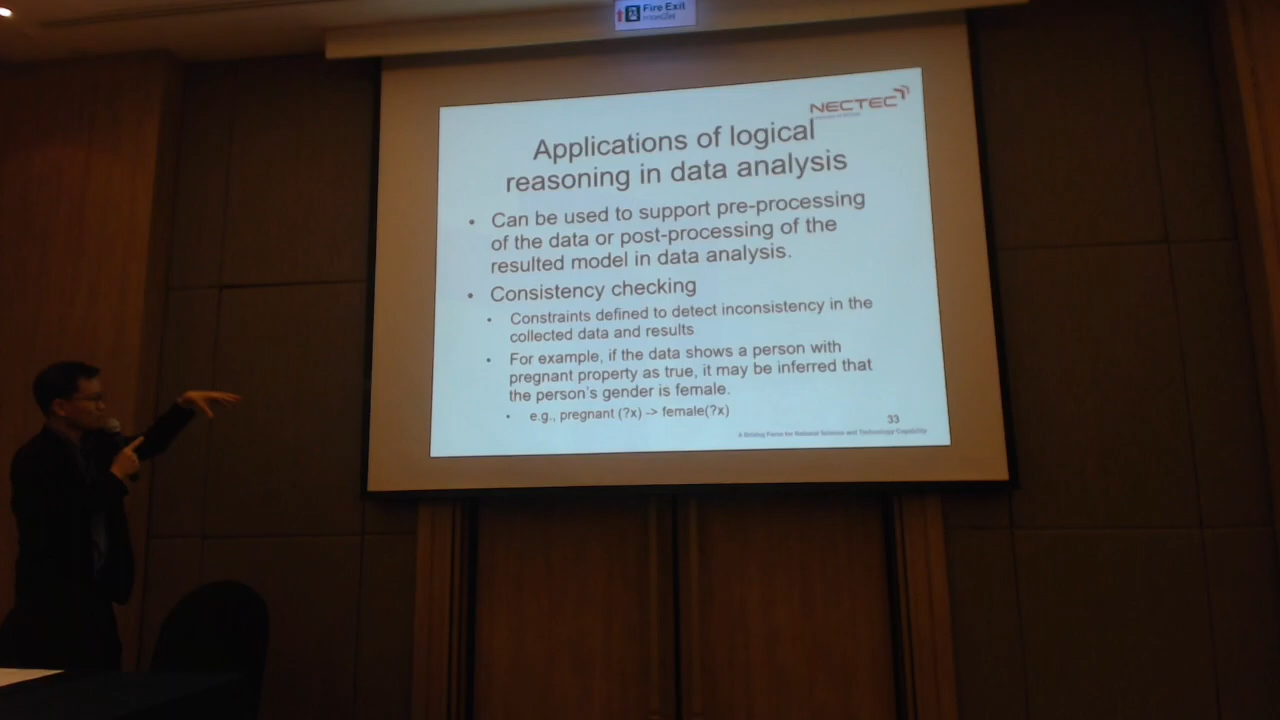 Fire Exit
NECTEC
Applications of logical
reasoning in data analysis
• Can be used to support pre-processing
of the data or post-processing of the
resulted model in data analysis.
• Consistency checking
• Constraints defined to detect inconsistency in the
collected data and results
• For example, if the data shows a person with
pregnant property as true, it may be inferred that
the person's gender is female.
• e.g., pregnant (?x) -> female(?x)
33
A Driving Force for National Science and Technology Capability